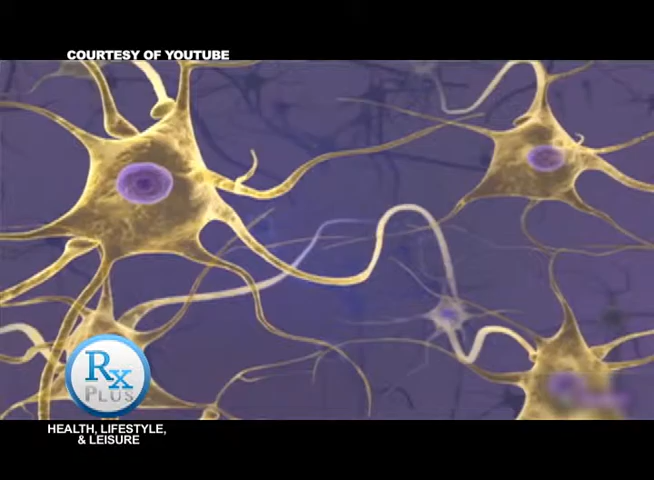 COURTESY OF YOUTUBE
Rx
PLUS
HEALTH, LIFESTYLE,
& LEISURE